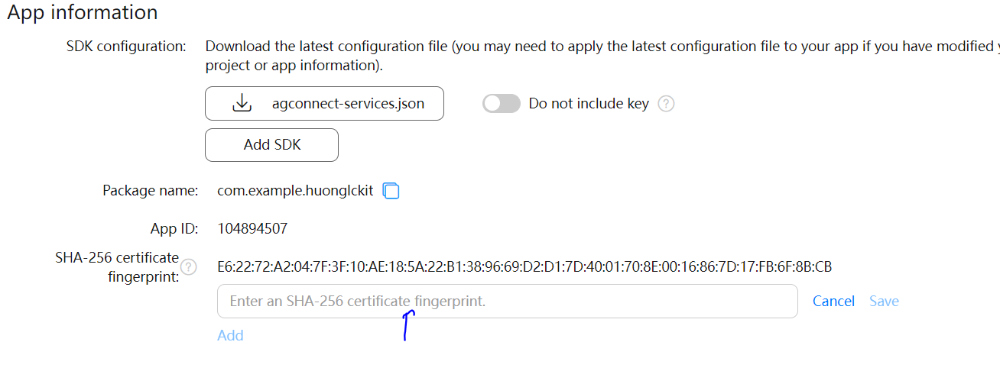 App information
SDK configuration: Download the latest configuration file (you may need to apply the latest configuration file to your app if you have modified
project or app information).
agconnect-services.json Do not include key ?
Add SDK
Package name: com.example.huonglckit
App ID: 104894507
SHA-256 certificate
fingerprint: ? E6:22:72:A2:04:7F:3F:10:AE:18:5A:22:B1:38:96:69:D2:D1:7D:40:01:70:8E:00:16:86:7D:17:FB:6F:8B:CB
Enter an SHA-256 certificate fingerprint. Cancel Save
Add